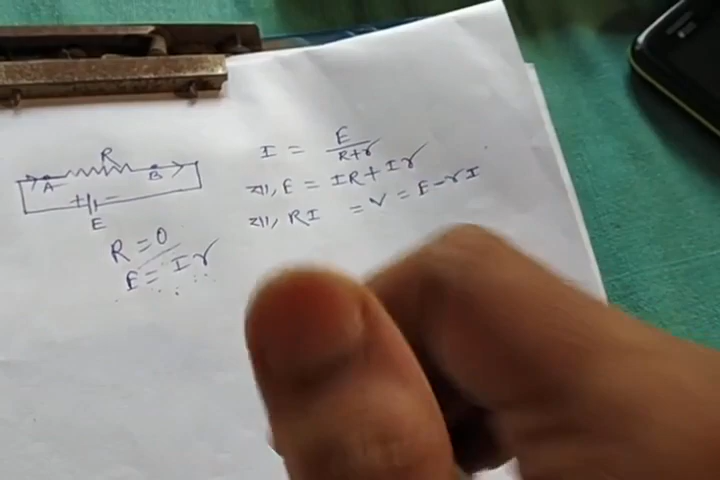 R
A
B
+ −
E
I = E/R+r
বা, E = IR + Ir
বা, RI = V = E − rI
R = 0
E = Ir